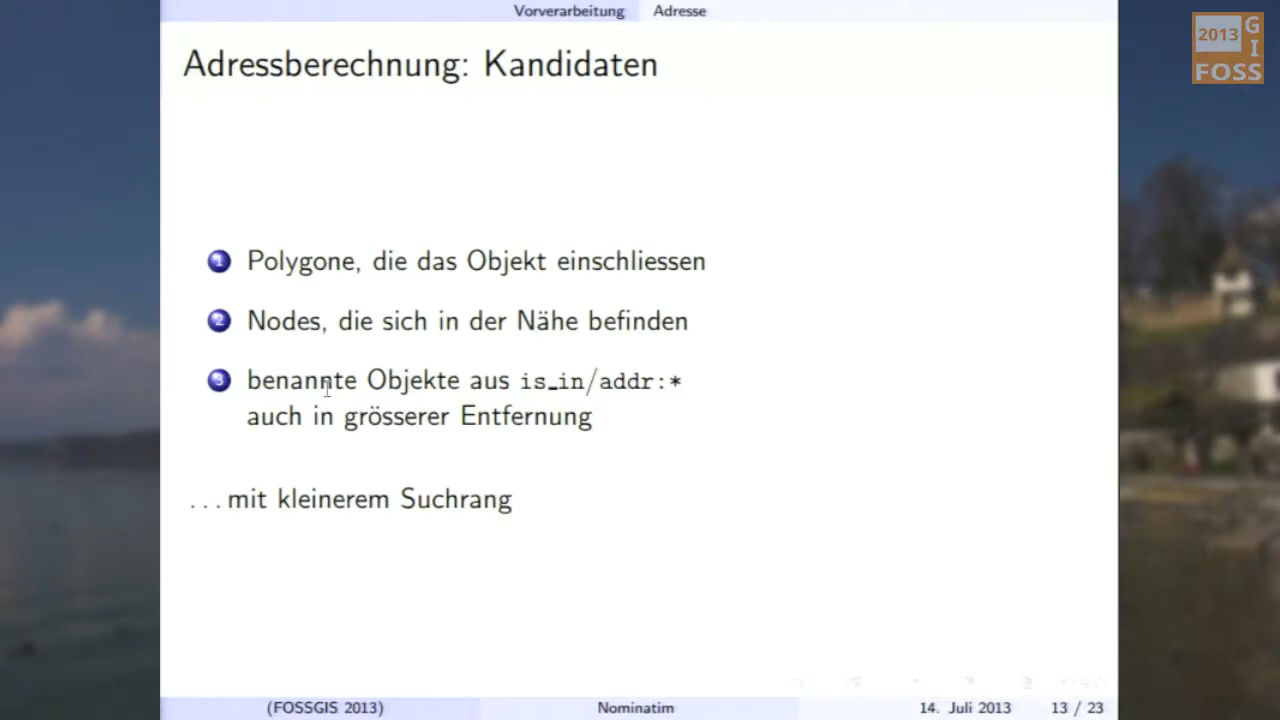 Vorverarbeitung Adresse
2013 GI
FOSS
Adressberechnung: Kandidaten
1 Polygone, die das Objekt einschliessen
2 Nodes, die sich in der Nähe befinden
3 benannte Objekte aus is_in/addr:*
auch in grösserer Entfernung
...mit kleinerem Suchrang
(FOSSGIS 2013) Nominatim 14. Juli 2013 13 / 23